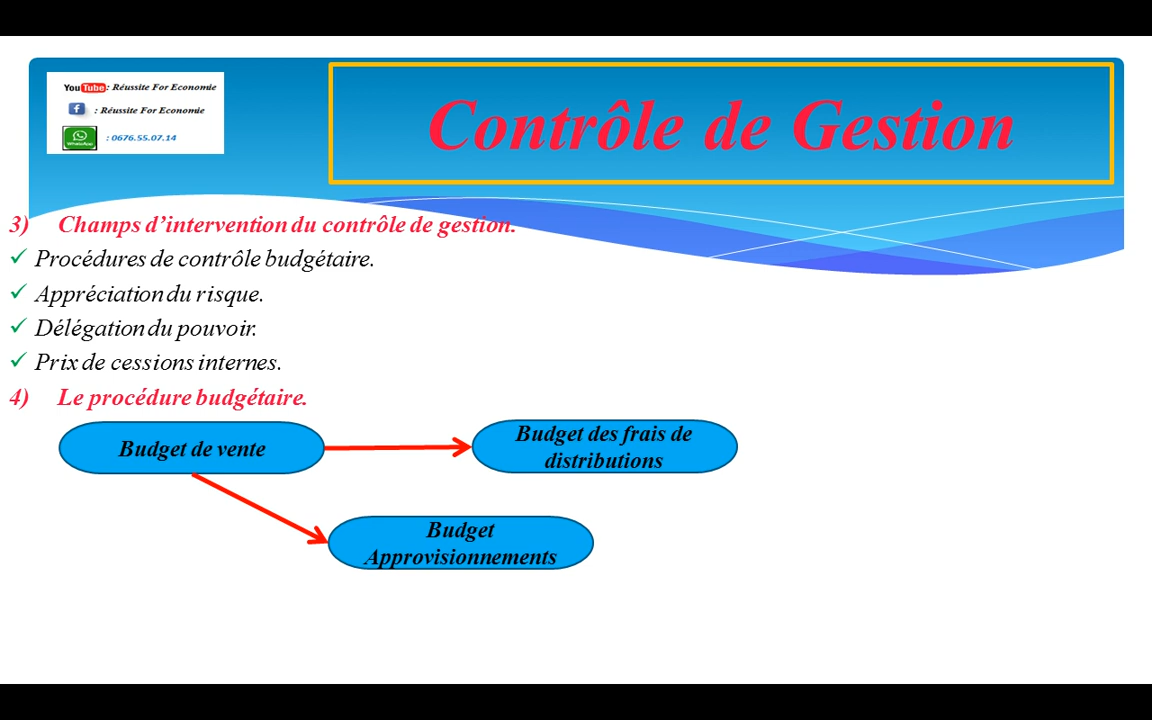 YouTube : Réussite For Economie
f : Réussite For Economie
WhatsApp : 0676.55.07.14
Contrôle de Gestion
3) Champs d’intervention du contrôle de gestion.
✓ Procédures de contrôle budgétaire.
✓ Appréciation du risque.
✓ Délégation du pouvoir.
✓ Prix de cessions internes.
4) Le procédure budgétaire.
Budget de vente
Budget des frais de
distributions
Budget
Approvisionnements